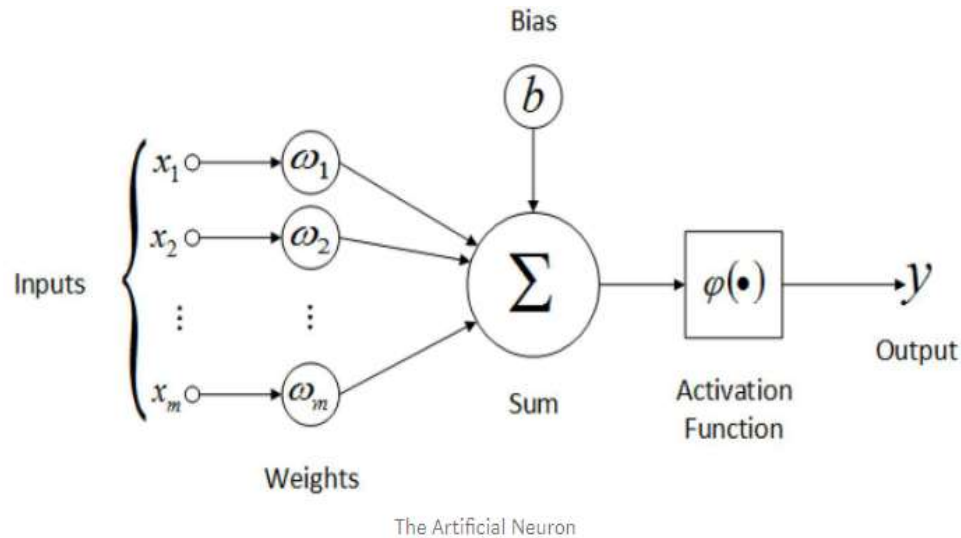 Bias
b
x1 ω1
x2 ω2
Inputs
Σ
φ(•)
y
⋮ ⋮
Output
xm ωm
Sum
Activation
Function
Weights
The Artificial Neuron